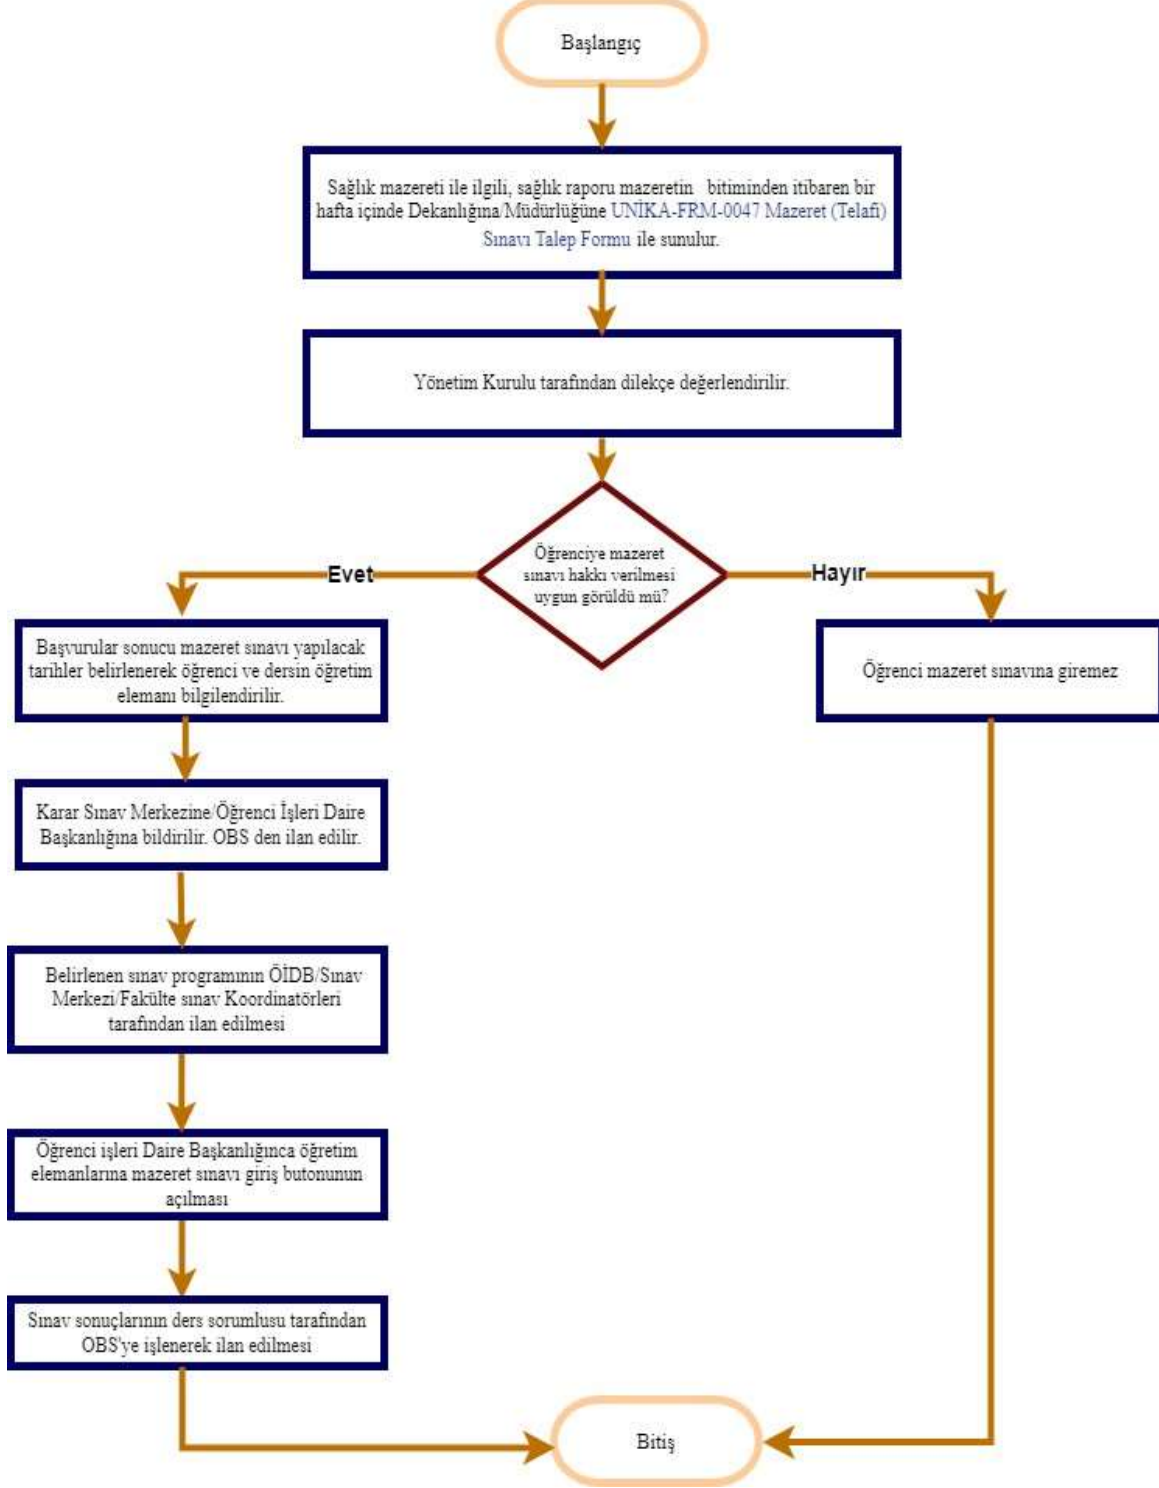 Başlangıç
Sağlık mazereti ile ilgili, sağlık raporu mazeretin bitiminden itibaren bir
hafta içinde Dekanlığına/Müdürlüğüne UNİKA-FRM-0047 Mazeret (Telafi)
Sınavı Talep Formu ile sunulur.
Yönetim Kurulu tarafından dilekçe değerlendirilir.
Öğrenciye mazeret
sınavı hakkı verilmesi
uygun görüldü mü?
Evet
Hayır
Başvurular sonucu mazeret sınavı yapılacak
tarihler belirlenerek öğrenci ve dersin öğretim
elemanı bilgilendirilir.
Öğrenci mazeret sınavına giremez
Karar Sınav Merkezine/Öğrenci İşleri Daire
Başkanlığına bildirilir. OBS den ilan edilir.
Belirlenen sınav programının ÖİDB/Sınav
Merkezi/Fakülte sınav Koordinatörleri
tarafından ilan edilmesi
Öğrenci işleri Daire Başkanlığınca öğretim
elemanlarına mazeret sınavı giriş butonunun
açılması
Sınav sonuçlarının ders sorumlusu tarafından
OBS'ye işlenerek ilan edilmesi
Bitiş